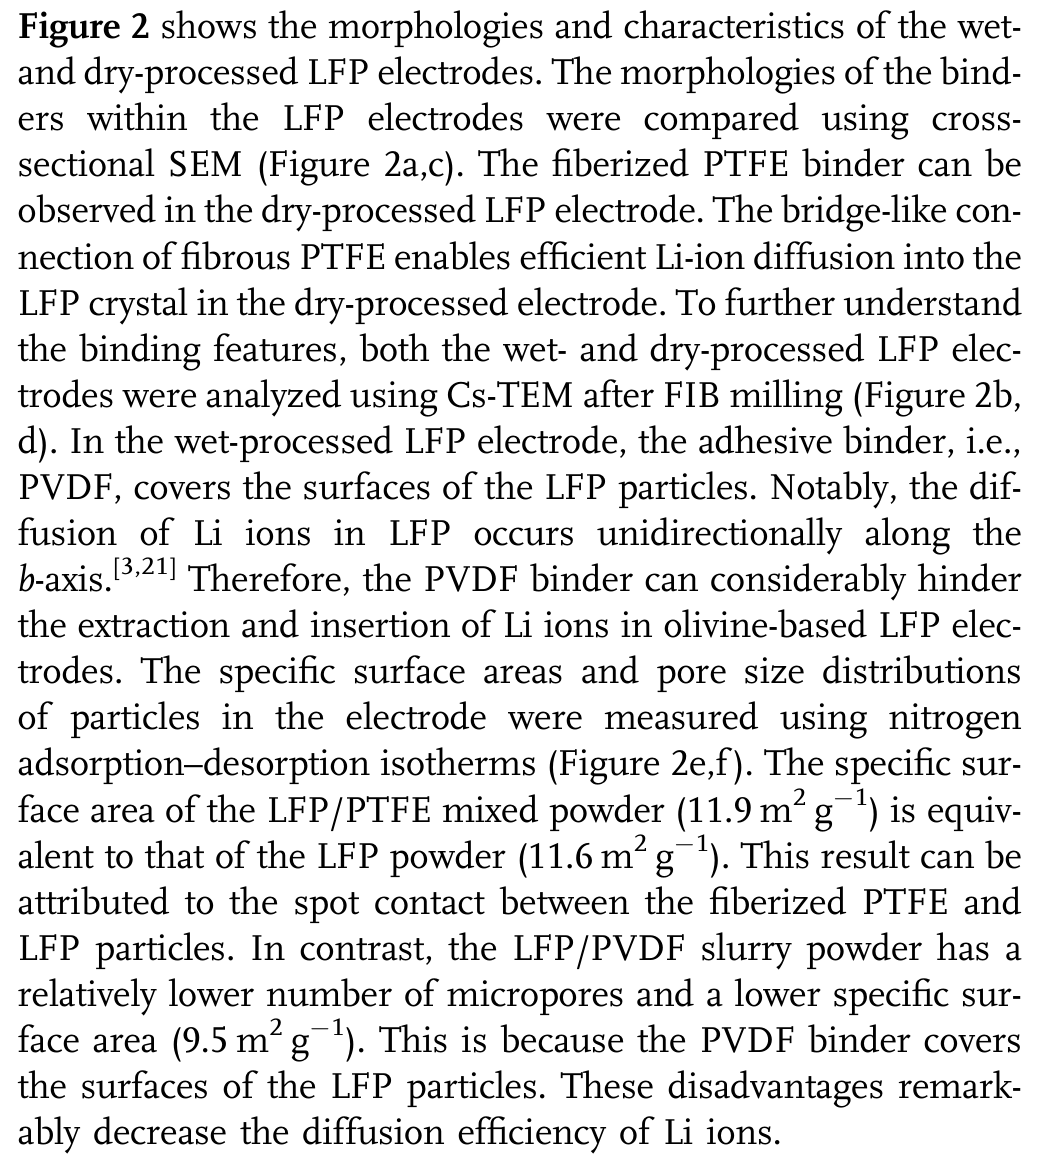 Figure 2 shows the morphologies and characteristics of the wet-
and dry-processed LFP electrodes. The morphologies of the bind-
ers within the LFP electrodes were compared using cross-
sectional SEM (Figure 2a,c). The fiberized PTFE binder can be
observed in the dry-processed LFP electrode. The bridge-like con-
nection of fibrous PTFE enables efficient Li-ion diffusion into the
LFP crystal in the dry-processed electrode. To further understand
the binding features, both the wet- and dry-processed LFP elec-
trodes were analyzed using Cs-TEM after FIB milling (Figure 2b,
d). In the wet-processed LFP electrode, the adhesive binder, i.e.,
PVDF, covers the surfaces of the LFP particles. Notably, the dif-
fusion of Li ions in LFP occurs unidirectionally along the
b-axis.[3,21] Therefore, the PVDF binder can considerably hinder
the extraction and insertion of Li ions in olivine-based LFP elec-
trodes. The specific surface areas and pore size distributions
of particles in the electrode were measured using nitrogen
adsorption–desorption isotherms (Figure 2e,f). The specific sur-
face area of the LFP/PTFE mixed powder (11.9 m² g⁻¹) is equiv-
alent to that of the LFP powder (11.6 m² g⁻¹). This result can be
attributed to the spot contact between the fiberized PTFE and
LFP particles. In contrast, the LFP/PVDF slurry powder has a
relatively lower number of micropores and a lower specific sur-
face area (9.5 m² g⁻¹). This is because the PVDF binder covers
the surfaces of the LFP particles. These disadvantages remark-
ably decrease the diffusion efficiency of Li ions.